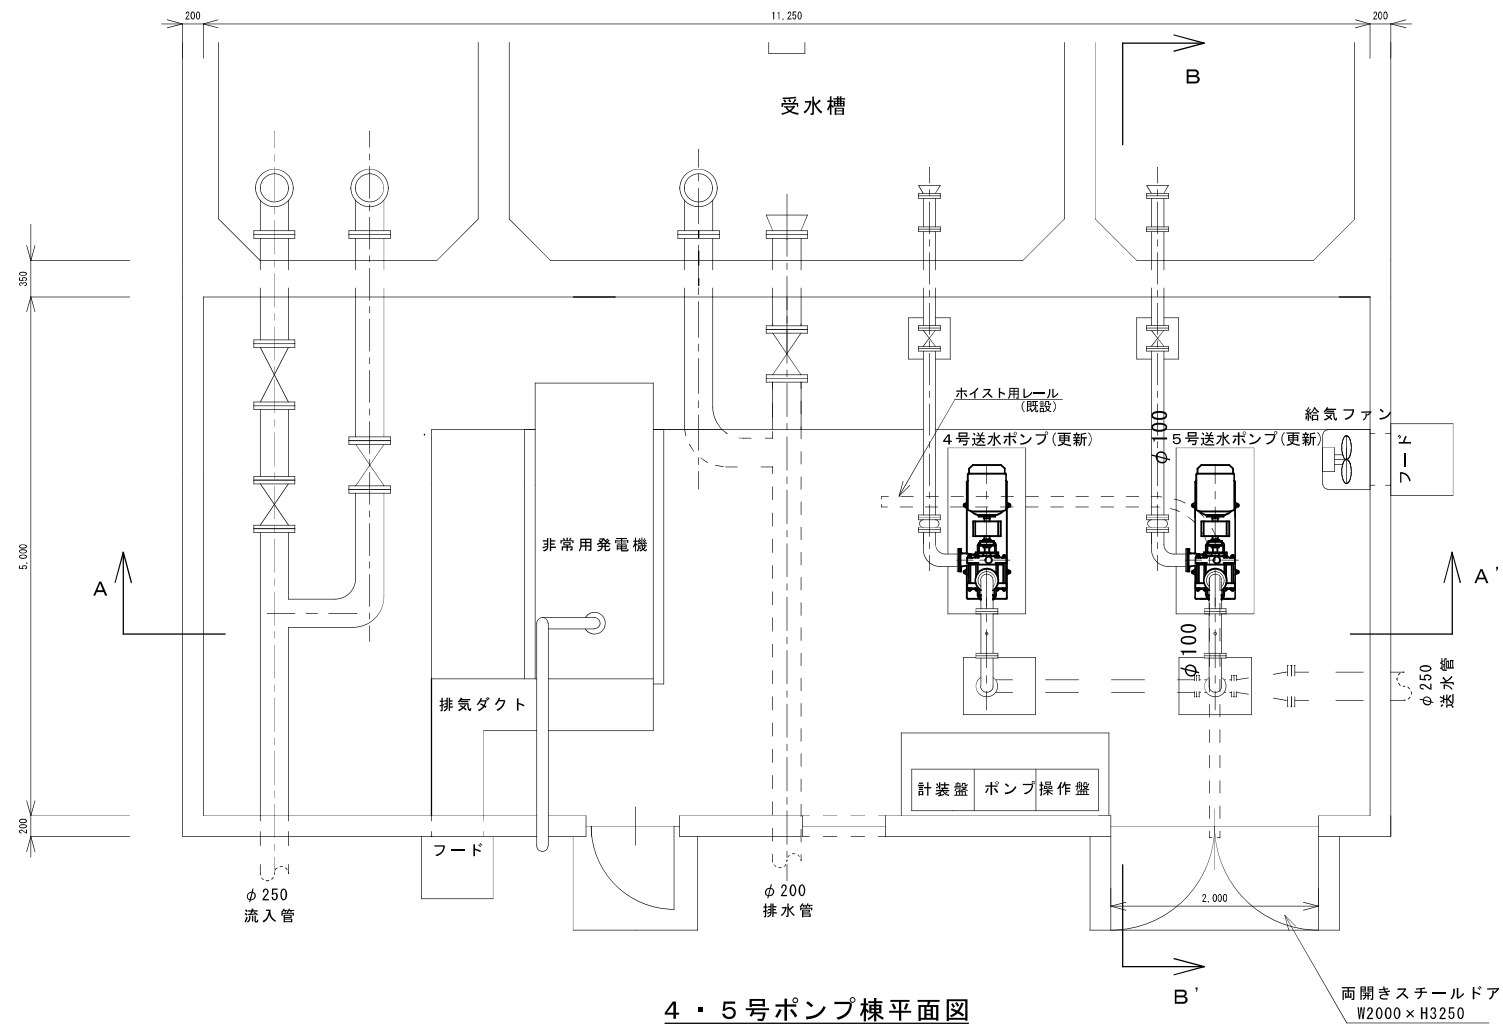 200
11,250
200
B
受水槽
350
ホイスト用レール
(既設)
φ100
給気ファン
4号送水ポンプ(更新)
5号送水ポンプ(更新)
フード
5,000
非常用発電機
A
A'
φ100
φ250
送水管
排気ダクト
計装盤
ポンプ操作盤
200
フード
φ250
流入管
φ200
排水管
2,000
B'
両開きスチールドア
W2000×H3250
4・5号ポンプ棟平面図